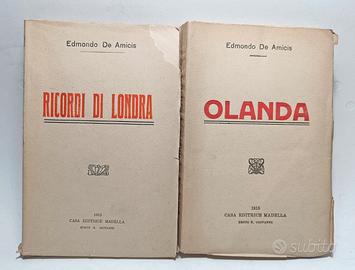 Edmondo De Amicis
RICORDI DI LONDRA
1915
CASA EDITRICE MADELLA
SESTO S. GIOVANNI
Edmondo De Amicis
OLANDA
1915
CASA EDITRICE MADELLA
SESTO S. GIOVANNI
subito